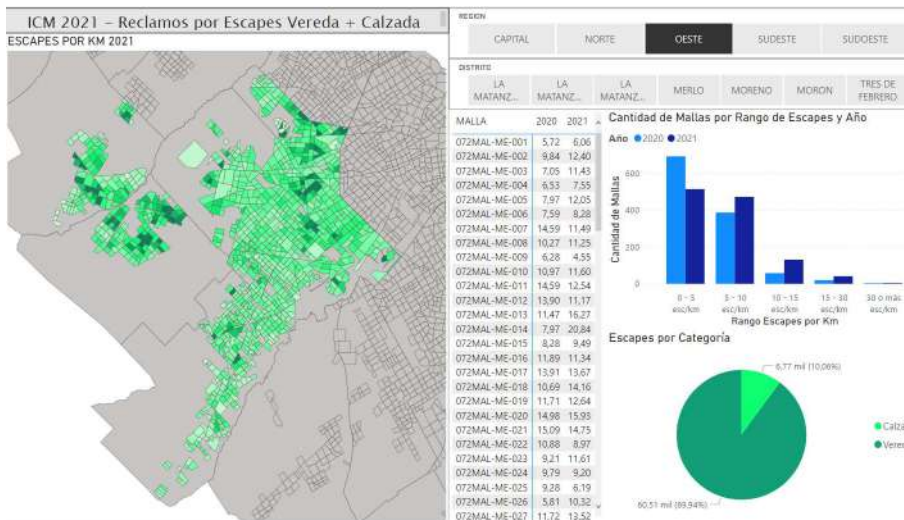 ICM 2021 – Reclamos por Escapes Vereda + Calzada
ESCAPES POR KM 2021
REGION
CAPITAL
NORTE
OESTE
SUDESTE
SUDOESTE
DISTRITO
LA MATANZ...
LA MATANZ...
LA MATANZ...
MERLO
MORENO
MORON
TRES DE FEBRERO
MALLA 2020 2021
072MAL-ME-001 5,72 6,06
072MAL-ME-002 9,84 12,40
072MAL-ME-003 7,05 11,43
072MAL-ME-004 6,53 7,55
072MAL-ME-005 7,97 12,05
072MAL-ME-006 7,59 8,28
072MAL-ME-007 14,59 11,49
072MAL-ME-008 10,27 11,25
072MAL-ME-009 6,28 4,55
072MAL-ME-010 10,97 11,60
072MAL-ME-011 14,59 12,54
072MAL-ME-012 13,90 11,17
072MAL-ME-013 11,47 16,27
072MAL-ME-014 7,97 20,84
072MAL-ME-015 8,28 9,49
072MAL-ME-016 11,89 11,34
072MAL-ME-017 13,91 13,67
072MAL-ME-018 10,69 14,16
072MAL-ME-019 11,71 12,64
072MAL-ME-020 14,98 15,93
072MAL-ME-021 15,09 14,75
072MAL-ME-022 10,88 8,97
072MAL-ME-023 9,21 11,61
072MAL-ME-024 9,79 9,20
072MAL-ME-025 9,28 6,19
072MAL-ME-026 5,81 10,32
072MAL-ME-027 11,72 13,52
Cantidad de Mallas por Rango de Escapes y Año
Año 2020 2021
Cantidad de Mallas
600
400
200
0
0 - 5 esc/km
5 - 10 esc/km
10 - 15 esc/km
15 - 30 esc/km
30 o más esc/km
Rango Escapes por Km
Escapes por Categoría
6,77 mil (10,06%)
60,51 mil (89,94%)
Calza
Vere